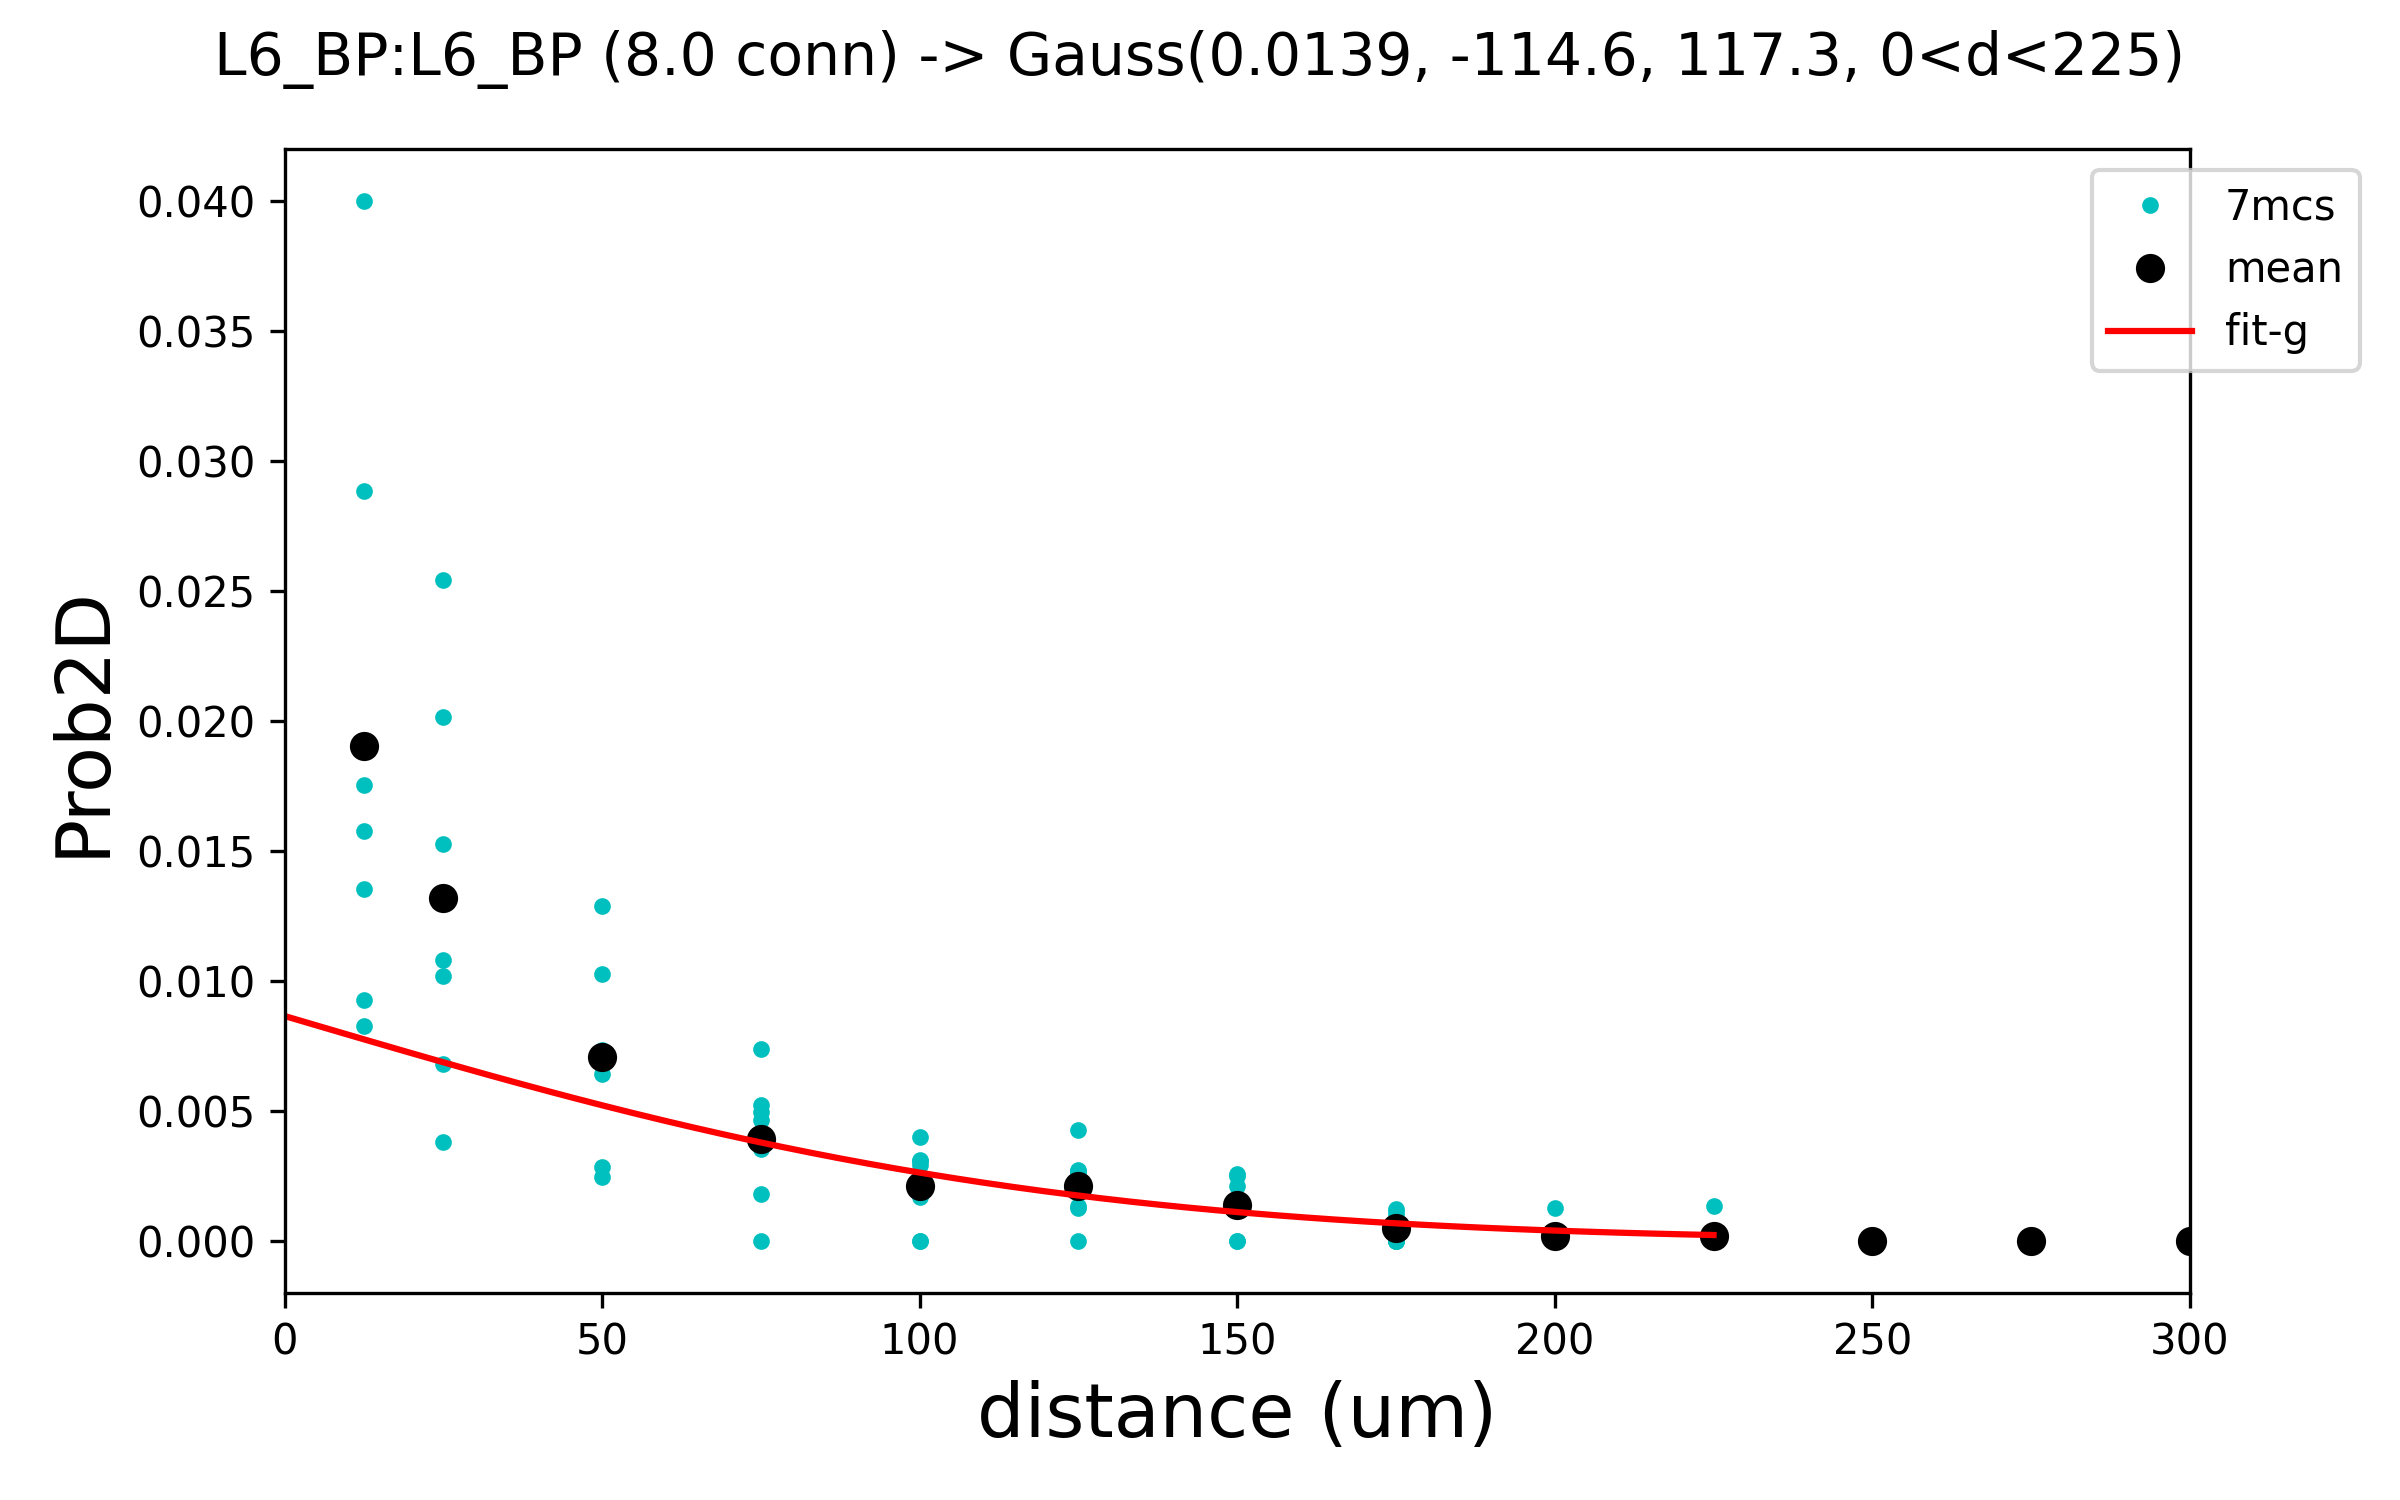 L6_BP:L6_BP (8.0 conn) -> Gauss(0.0139, -114.6, 117.3, 0<d<225)
7mcs
mean
fit-g
Prob2D
0.040
0.035
0.030
0.025
0.020
0.015
0.010
0.005
0.000
0 50 100 150 200 250 300
distance (um)